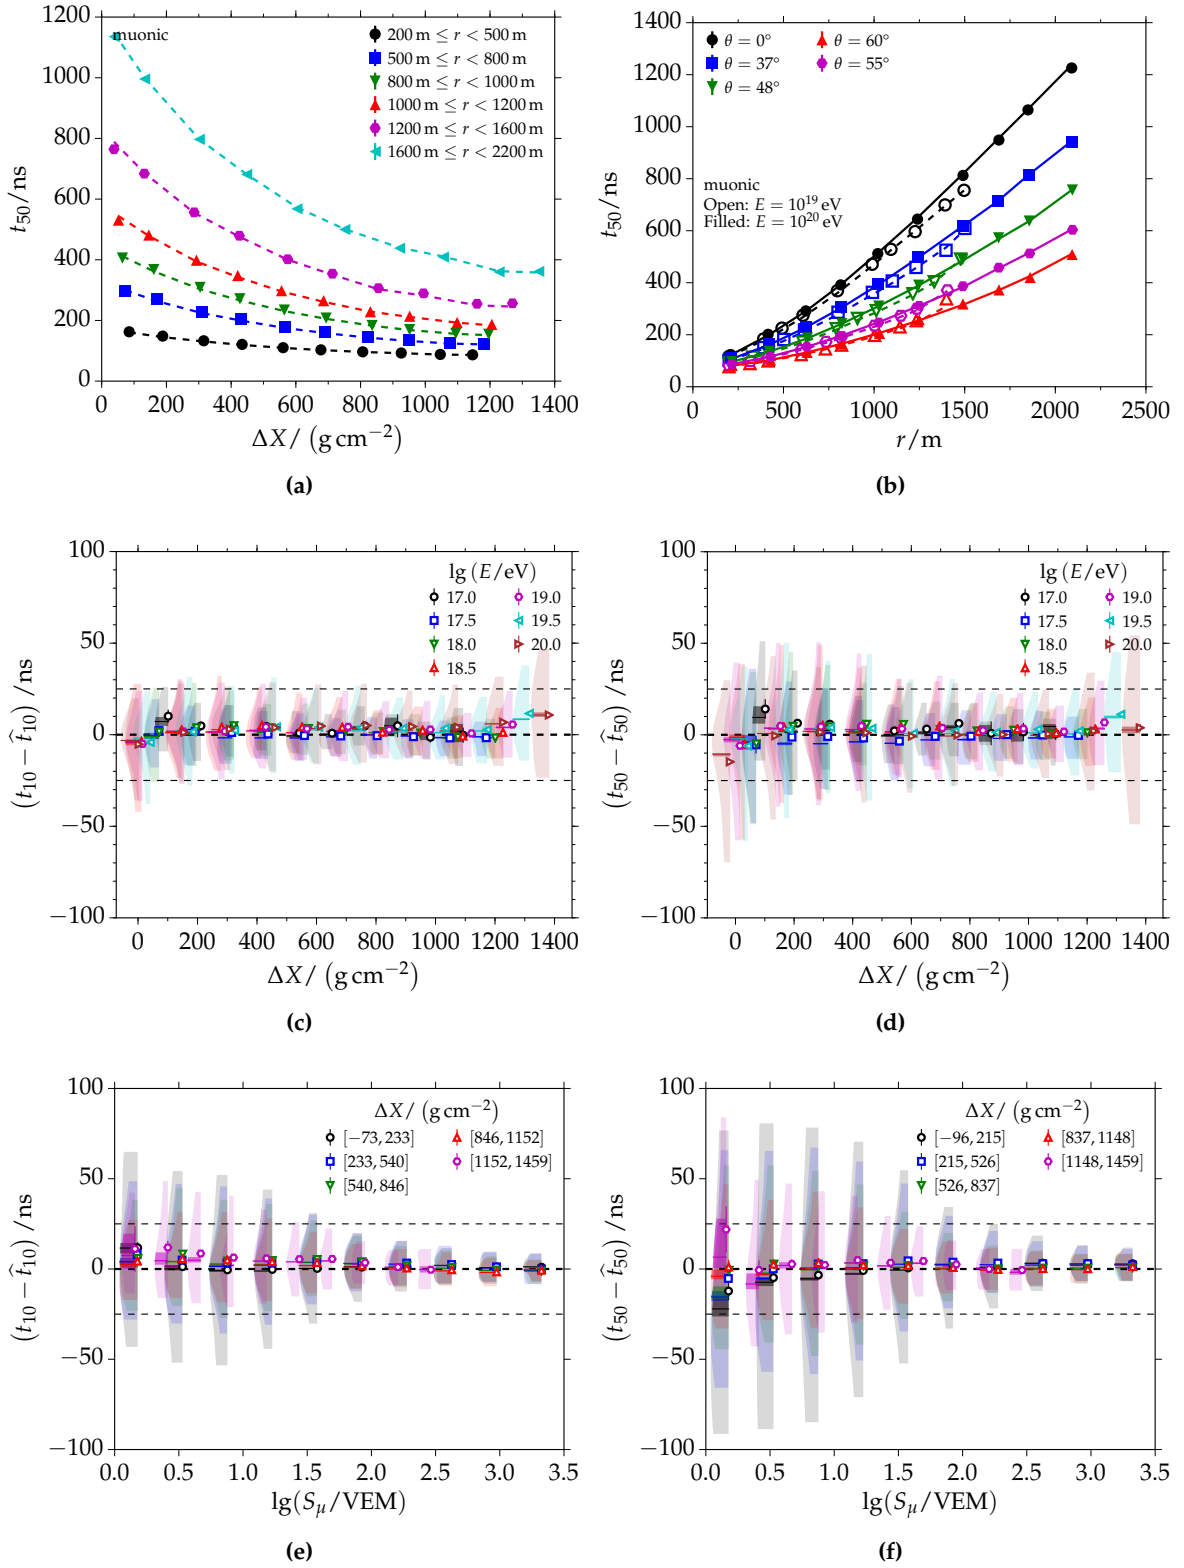 1200
1000
800
600
400
200
0
t50/ns
muonic
200 m ≤ r < 500 m
500 m ≤ r < 800 m
800 m ≤ r < 1000 m
1000 m ≤ r < 1200 m
1200 m ≤ r < 1600 m
1600 m ≤ r < 2200 m
0 200 400 600 800 1000 1200 1400
ΔX/ (g cm⁻²)
(a)
1400
1200
1000
800
600
400
200
0
t50/ns
θ = 0° θ = 60°
θ = 37° θ = 55°
θ = 48°
muonic
Open: E = 10¹⁹ eV
Filled: E = 10²⁰ eV
0 500 1000 1500 2000 2500
r/m
(b)
100
50
0
−50
−100
(t10 − t̂10) /ns
lg (E/eV)
17.0 19.0
17.5 19.5
18.0 20.0
18.5
0 200 400 600 800 1000 1200 1400
ΔX/ (g cm⁻²)
(c)
100
50
0
−50
−100
(t50 − t̂50) /ns
lg (E/eV)
17.0 19.0
17.5 19.5
18.0 20.0
18.5
0 200 400 600 800 1000 1200 1400
ΔX/ (g cm⁻²)
(d)
100
50
0
−50
−100
(t10 − t̂10) /ns
ΔX/ (g cm⁻²)
[−73, 233] [846, 1152]
[233, 540] [1152, 1459]
[540, 846]
0.0 0.5 1.0 1.5 2.0 2.5 3.0 3.5
lg(Sμ/VEM)
(e)
100
50
0
−50
−100
(t50 − t̂50) /ns
ΔX/ (g cm⁻²)
[−96, 215] [837, 1148]
[215, 526] [1148, 1459]
[526, 837]
0.0 0.5 1.0 1.5 2.0 2.5 3.0 3.5
lg(Sμ/VEM)
(f)